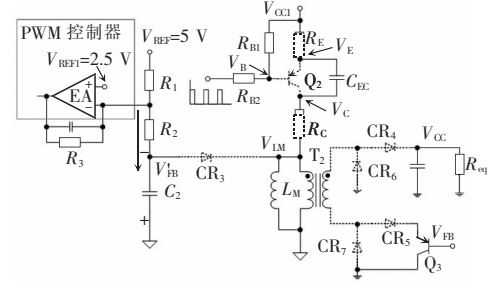 PWM 控制器
V_REF1=2.5 V
V_REF=5 V
V_CC1
R_E
V_E
R_B1
V_B
Q_2
C_EC
R_B2
V_C
EA
+
−
R_1
R_2
R_C
R_3
−
V'_FB
CR_3
V_LM
T_2
CR_4
V_CC
CR_6
R_eq
L_M
C_2
+
CR_7
CR_5
V_FB
Q_3